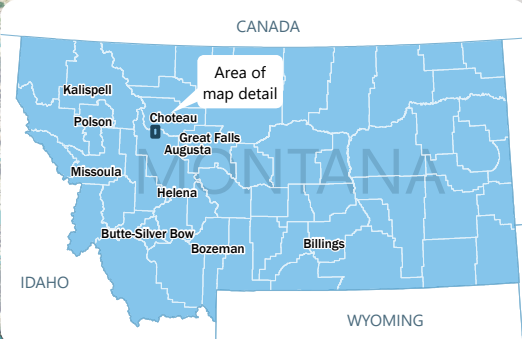 CANADA
Area of
map detail
Kalispell
Choteau
Polson
Great Falls
Augusta
MONTANA
Missoula
Helena
Butte-Silver Bow
Bozeman
Billings
IDAHO
WYOMING